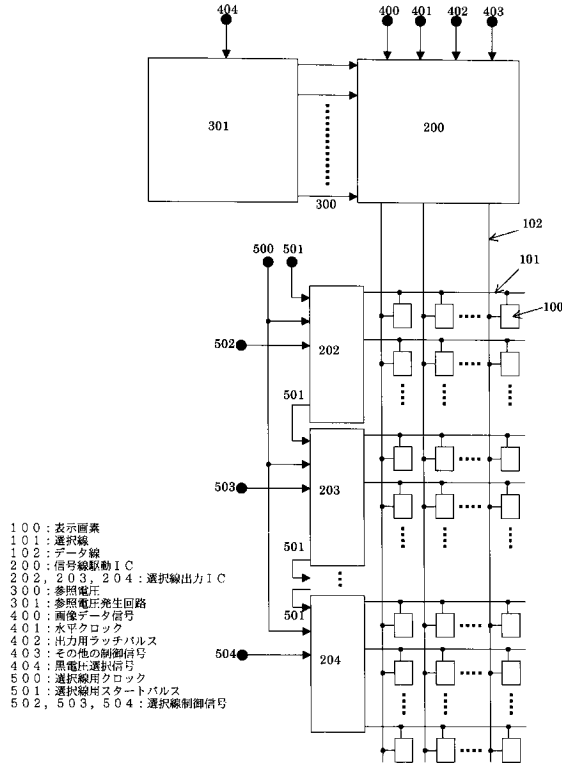 404
400
401
402
403
301
200
300
102
500
501
101
100
202
502
501
203
503
501
501
204
504
100：表示画素
101：選択線
102：データ線
200：信号線駆動IC
202，203，204：選択線出力IC
300：参照電圧
301：参照電圧発生回路
400：画像データ信号
401：水平クロック
402：出力用ラッチパルス
403：その他の制御信号
404：黒電圧選択信号
500：選択線用クロック
501：選択線用スタートパルス
502，503，504：選択線制御信号